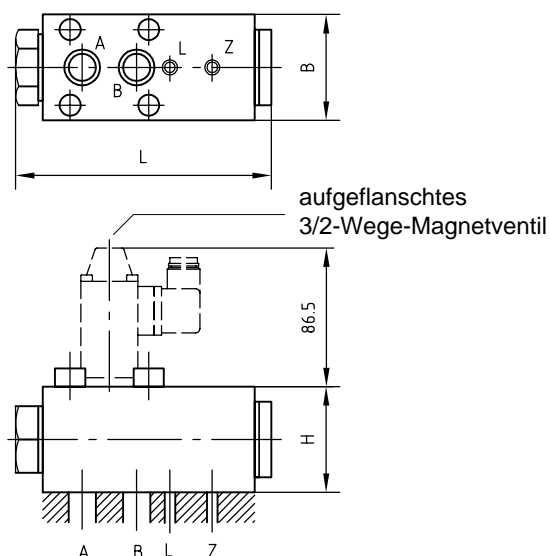 A
L
Z
B
B
L
aufgeflanschtes
3/2-Wege-Magnetventil
86.5
H
A B L Z